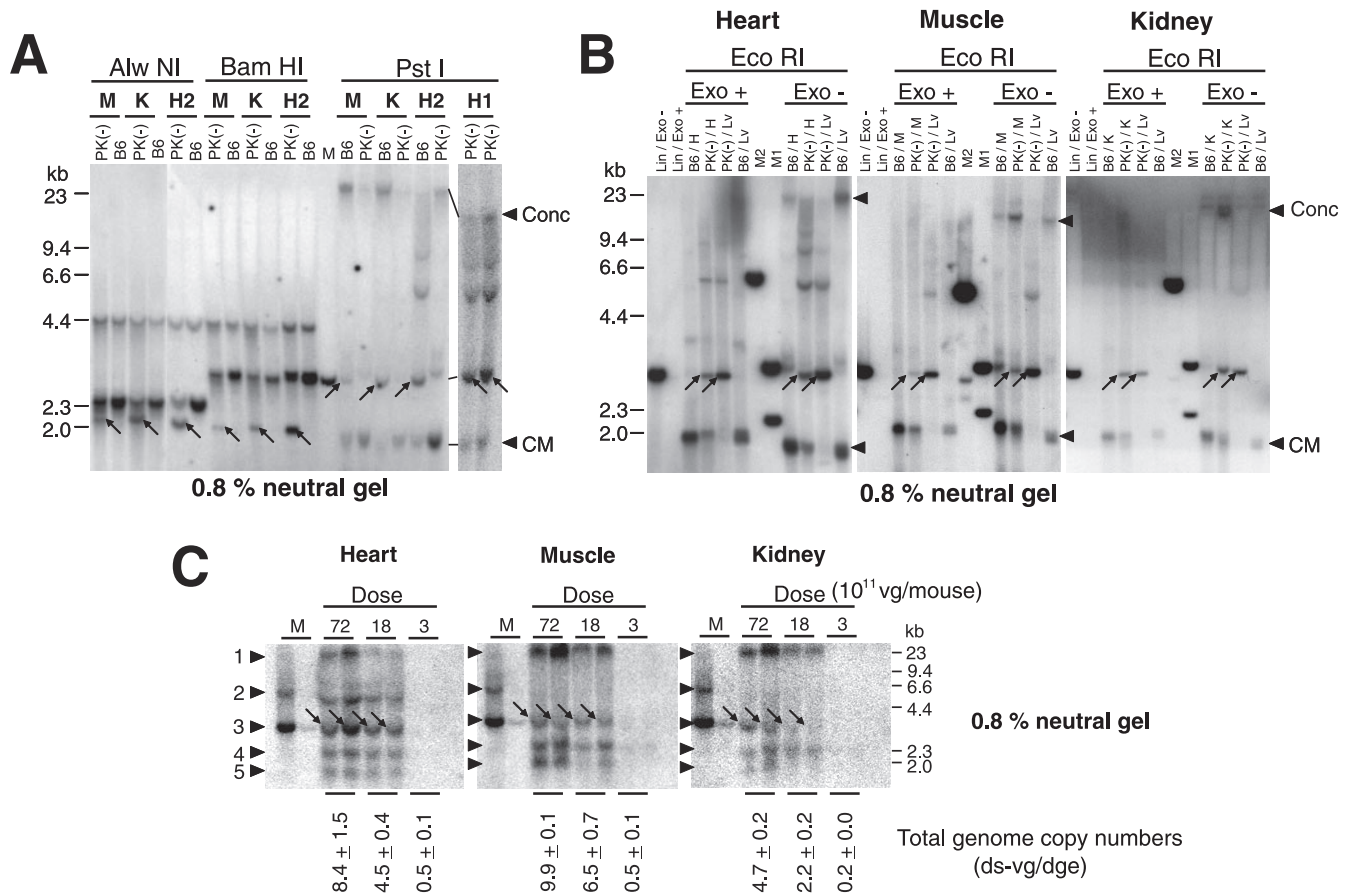 A
Alw NI Bam HI Pst I
M K H2 M K H2 M K H2 H1
PK(-) B6 PK(-) B6 PK(-) B6 PK(-) B6 PK(-) B6 PK(-) B6 M B6 PK(-) B6 PK(-) B6 PK(-) PK(-) PK(-)
kb
23
9.4
6.6
4.4
2.3
2.0
Conc
CM
0.8 % neutral gel
B
Heart Muscle Kidney
Eco RI Eco RI Eco RI
Exo + Exo - Exo + Exo - Exo + Exo -
Lin / Exo - Lin / Exo + B6 / H PK(-) / H PK(-) / Lv B6 / Lv M2 M1 B6 / H PK(-) / H PK(-) / Lv B6 / Lv
Lin / Exo - Lin / Exo + B6 / M PK(-) / M PK(-) / Lv B6 / Lv M2 M1 B6 / M PK(-) / M PK(-) / Lv B6 / Lv
Lin / Exo - Lin / Exo + B6 / K PK(-) / K PK(-) / Lv B6 / Lv M2 M1 B6 / K PK(-) / K PK(-) / Lv B6 / Lv
kb
23
9.4
6.6
4.4
2.3
2.0
Conc
CM
0.8 % neutral gel
C
Heart Muscle Kidney
Dose Dose Dose (10¹¹ vg/mouse)
M 72 18 3 M 72 18 3 M 72 18 3
kb
1
2
3
4
5
23
9.4
6.6
4.4
2.3
2.0
0.8 % neutral gel
8.4 ± 1.5 4.5 ± 0.4 0.5 ± 0.1 9.9 ± 0.1 6.5 ± 0.7 0.5 ± 0.1 4.7 ± 0.2 2.2 ± 0.2 0.2 ± 0.0
Total genome copy numbers
(ds-vg/dge)